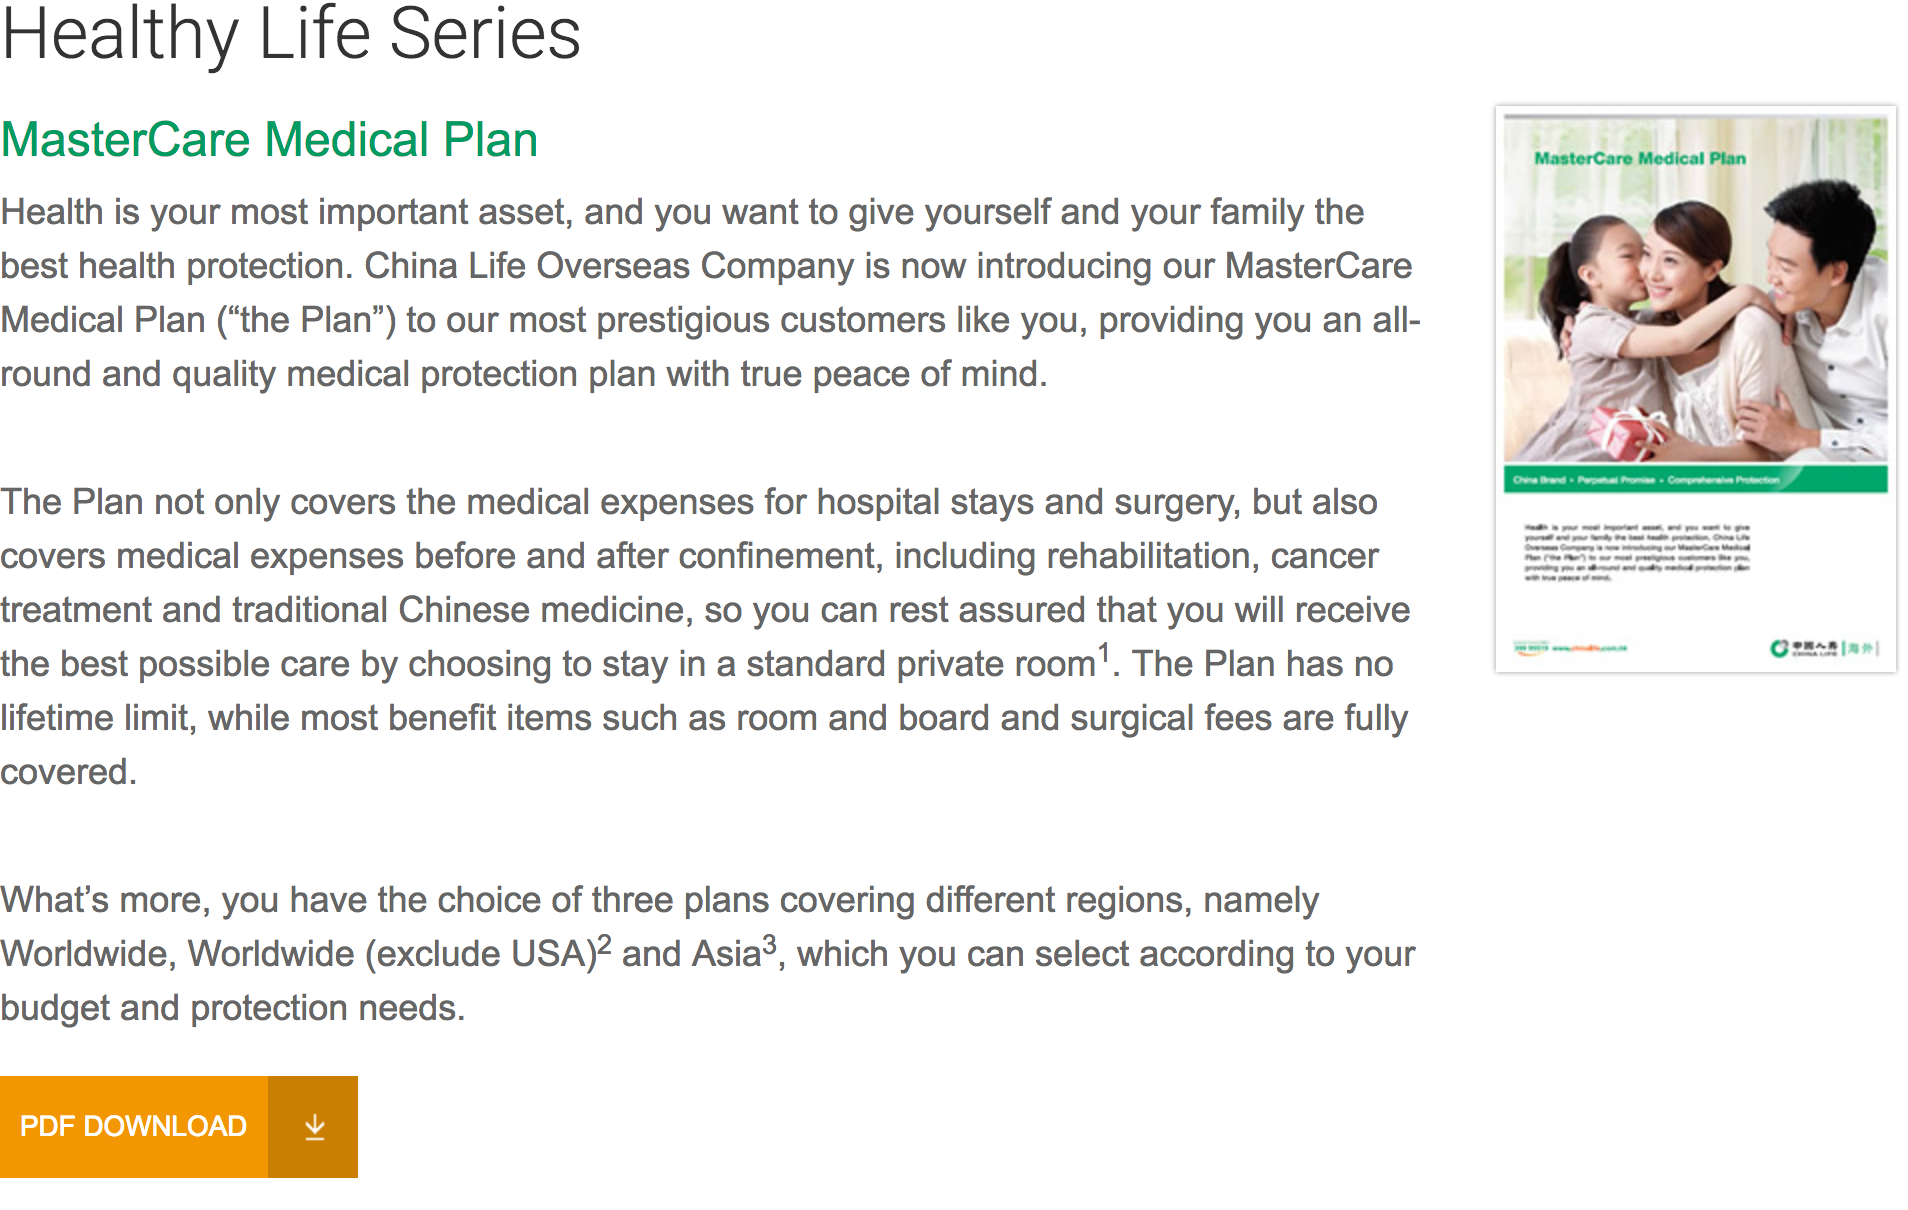 Healthy Life Series
MasterCare Medical Plan
Health is your most important asset, and you want to give yourself and your family the
best health protection. China Life Overseas Company is now introducing our MasterCare
Medical Plan (“the Plan”) to our most prestigious customers like you, providing you an all-
round and quality medical protection plan with true peace of mind.
The Plan not only covers the medical expenses for hospital stays and surgery, but also
covers medical expenses before and after confinement, including rehabilitation, cancer
treatment and traditional Chinese medicine, so you can rest assured that you will receive
the best possible care by choosing to stay in a standard private room¹. The Plan has no
lifetime limit, while most benefit items such as room and board and surgical fees are fully
covered.
What’s more, you have the choice of three plans covering different regions, namely
Worldwide, Worldwide (exclude USA)² and Asia³, which you can select according to your
budget and protection needs.
PDF DOWNLOAD
MasterCare Medical Plan
China Brand • Perpetual Promise • Comprehensive Protection
Health is your most important asset, and you want to give
yourself and your family the best health protection. China Life
Overseas Company is now introducing our MasterCare Medical
Plan (“the Plan”) to our most prestigious customers like you,
providing you an all-round and quality medical protection plan
with true peace of mind.
中国人寿 海外
CHINA LIFE